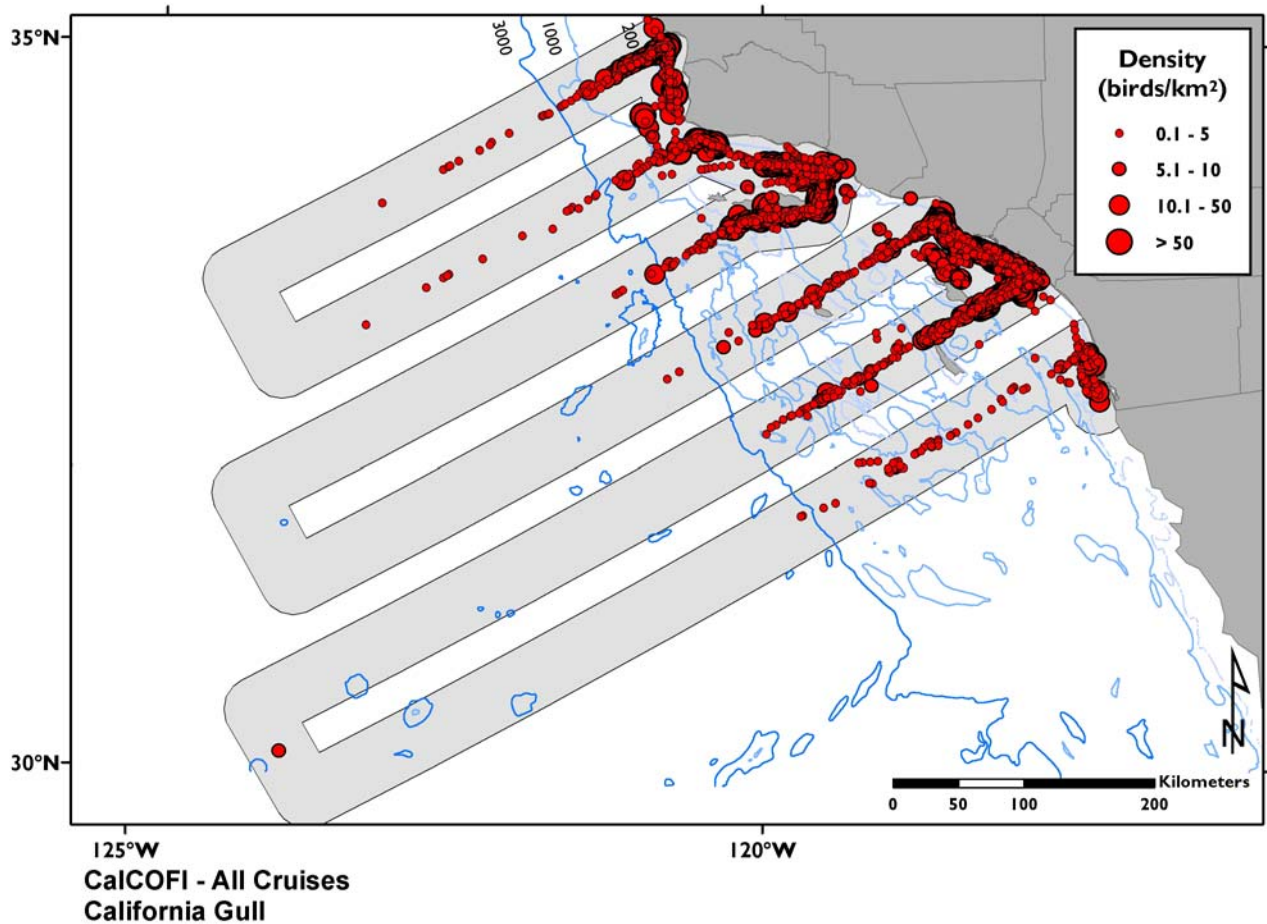 35°N
3000
1000
200
Density
(birds/km²)
0.1 - 5
5.1 - 10
10.1 - 50
> 50
30°N
N
Kilometers
0 50 100 200
125°W
120°W
CalCOFI - All Cruises
California Gull